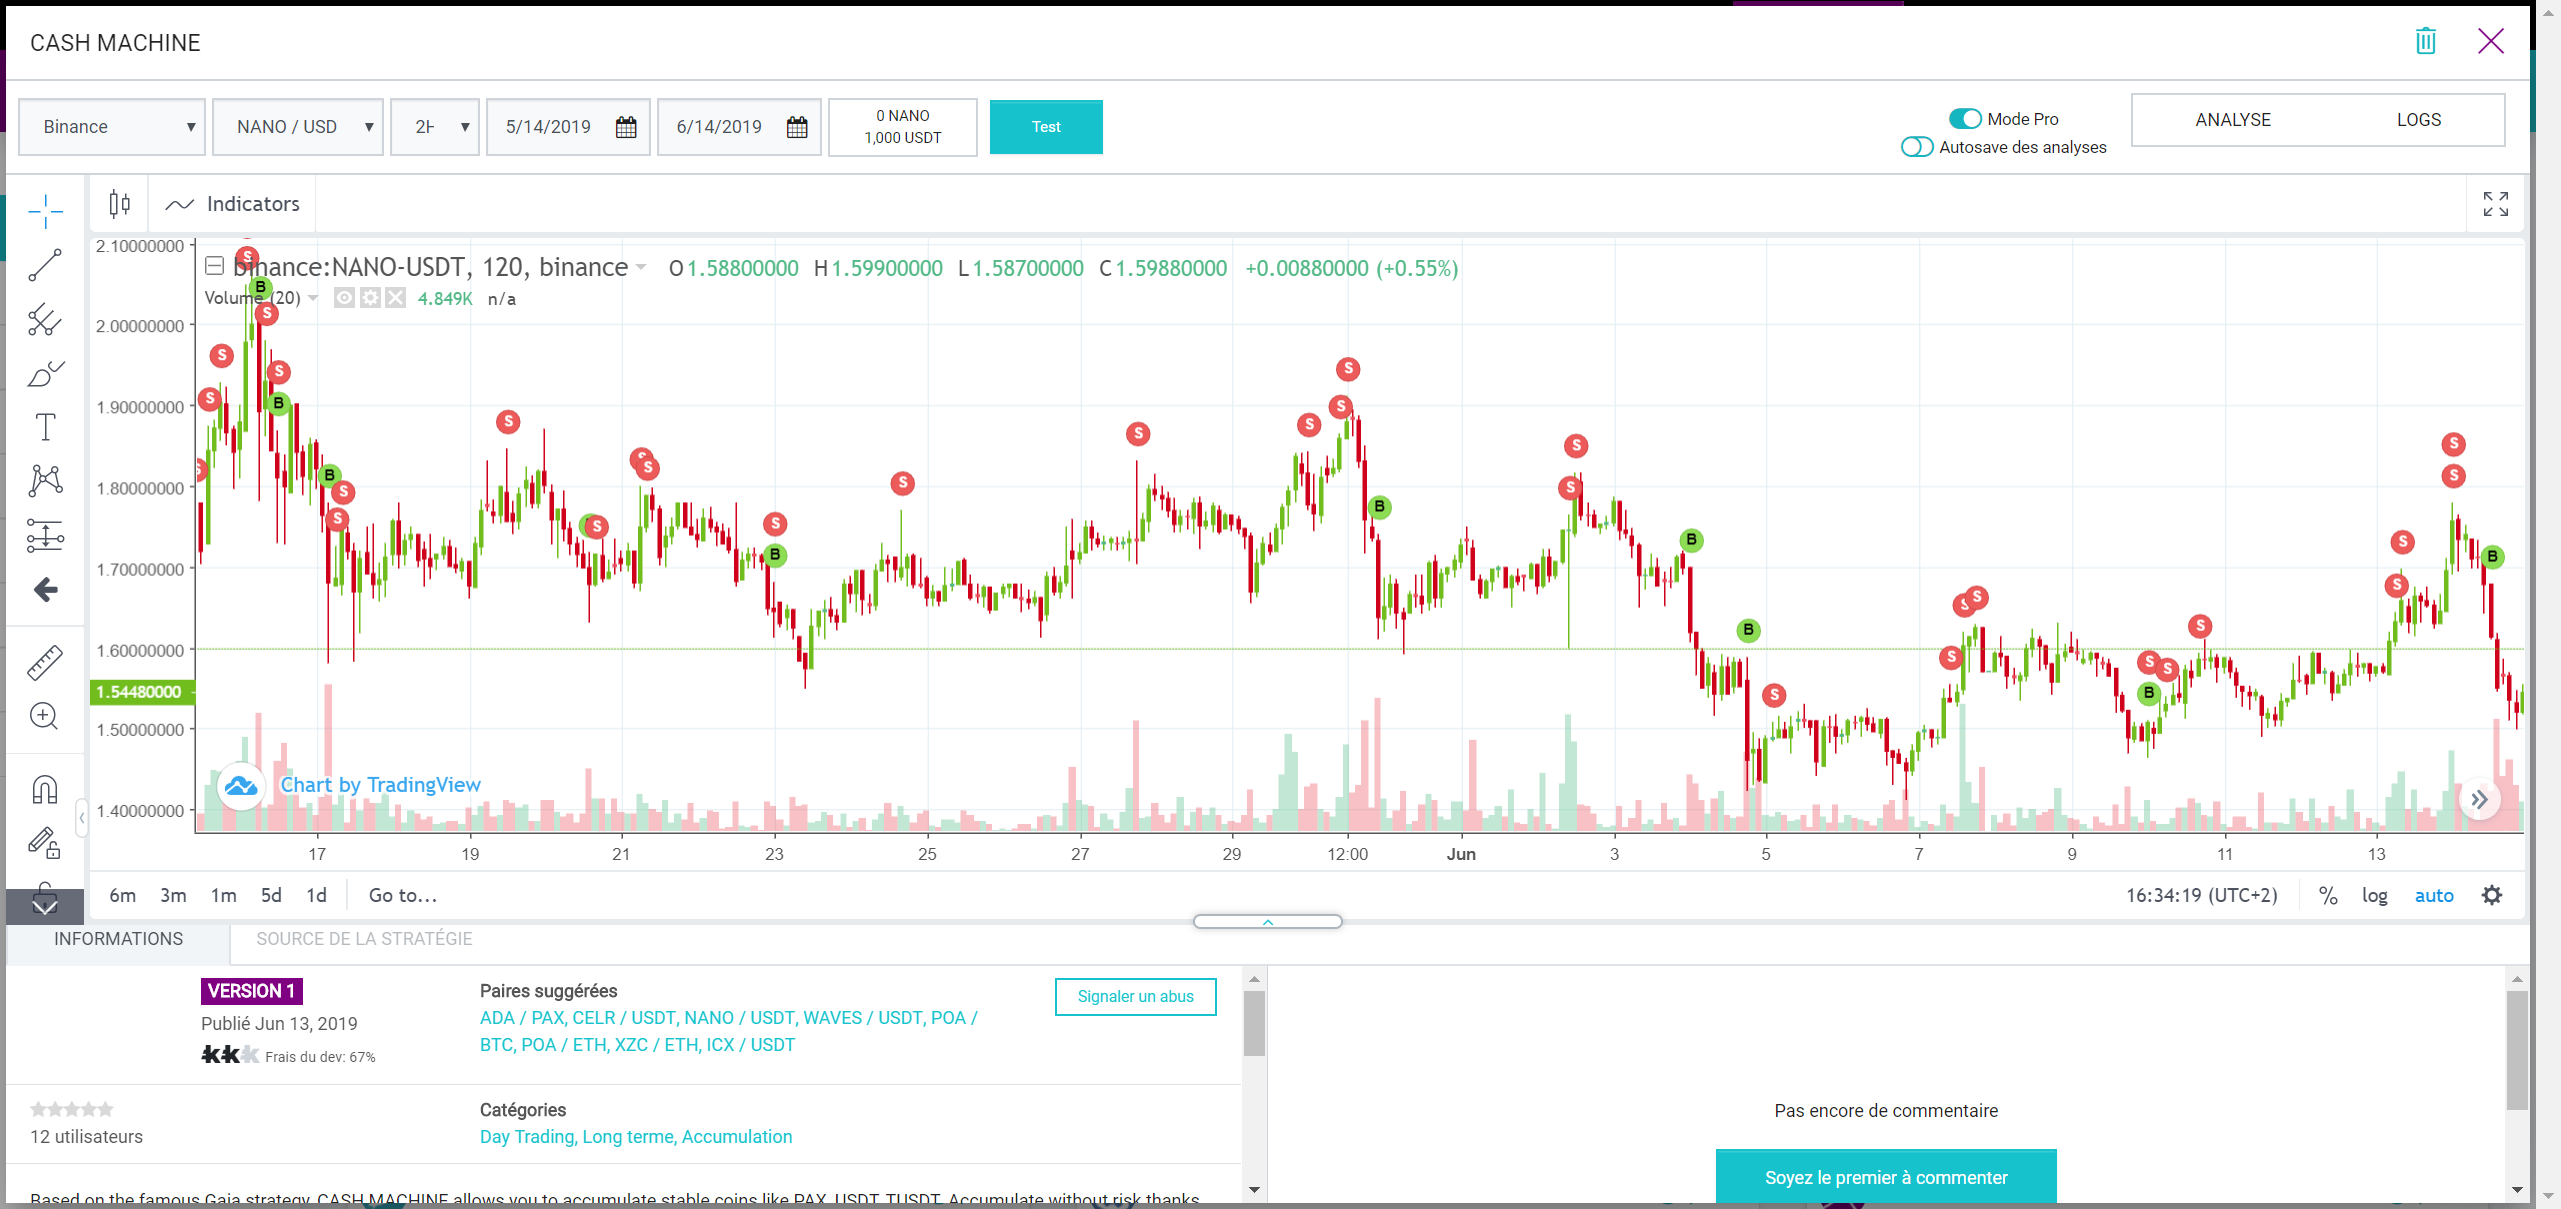 CASH MACHINE
Binance
NANO / USD
2H
5/14/2019
6/14/2019
0 NANO
1,000 USDT
Test
Mode Pro
Autosave des analyses
ANALYSE
LOGS
Indicators
binance:NANO-USDT, 120, binance O 1.58800000 H 1.59900000 L 1.58700000 C 1.59880000 +0.00880000 (+0.55%)
Volume (20) 4.849K n/a
2.10000000
2.00000000
1.90000000
1.80000000
1.70000000
1.60000000
1.54480000
1.50000000
1.40000000
Chart by TradingView
17 19 21 23 25 27 29 12:00 Jun 3 5 7 9 11 13
6m 3m 1m 5d 1d Go to...
16:34:19 (UTC+2) % log auto
INFORMATIONS
SOURCE DE LA STRATÉGIE
VERSION 1
Publié Jun 13, 2019
Frais du dev: 67%
Paires suggérées
ADA / PAX, CELR / USDT, NANO / USDT, WAVES / USDT, POA /
BTC, POA / ETH, XZC / ETH, ICX / USDT
Signaler un abus
12 utilisateurs
Catégories
Day Trading, Long terme, Accumulation
Based on the famous Gaia strategy, CASH MACHINE allows you to accumulate stable coins like PAX, USDT, TUSDT. Accumulate without risk thanks
Pas encore de commentaire
Soyez le premier à commenter